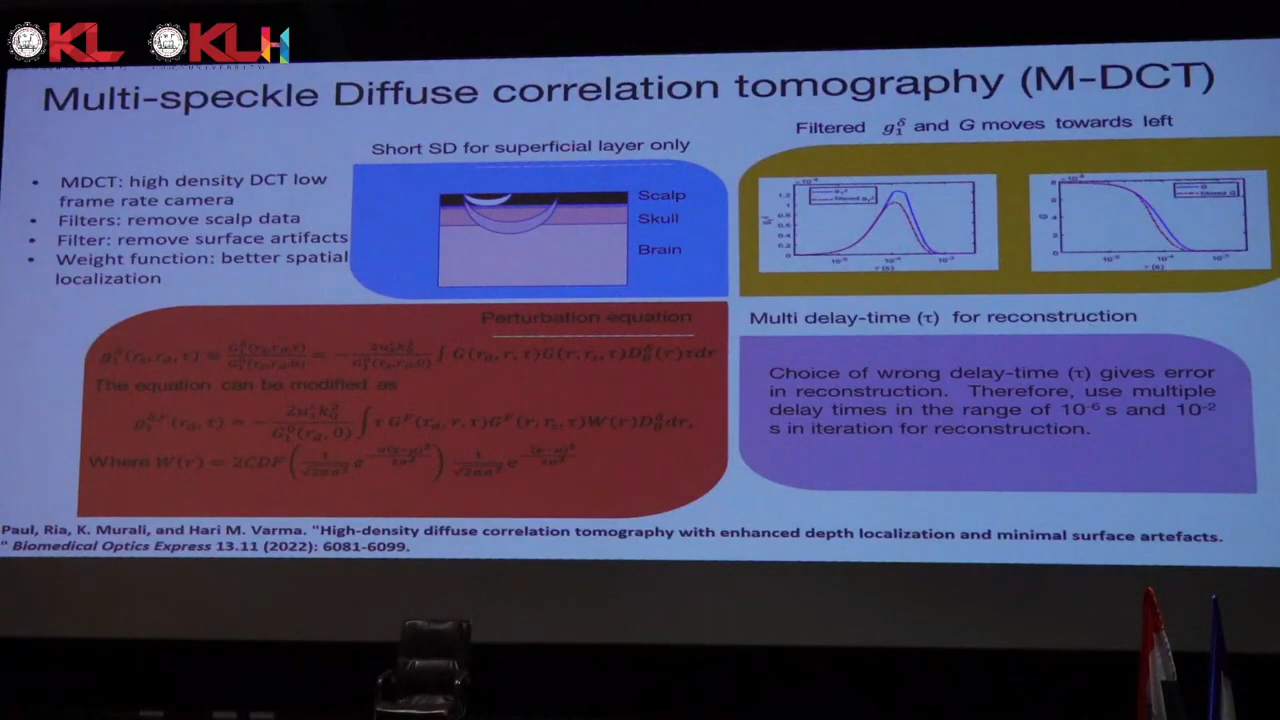 KL KLH
Multi-speckle Diffuse correlation tomography (M-DCT)
• MDCT: high density DCT low
frame rate camera
• Filters: remove scalp data
• Filter: remove surface artifacts
• Weight function: better spatial
localization
Short SD for superficial layer only
Scalp
Skull
Brain
Filtered g₁^δ and G moves towards left
Perturbation equation
The equation can be modified as
Multi delay-time (τ) for reconstruction
Choice of wrong delay-time (τ) gives error
in reconstruction. Therefore, use multiple
delay times in the range of 10⁻⁶ s and 10⁻²
s in iteration for reconstruction.
Paul, Ria, K. Murali, and Hari M. Varma. "High-density diffuse correlation tomography with enhanced depth localization and minimal surface artefacts.
" Biomedical Optics Express 13.11 (2022): 6081-6099.